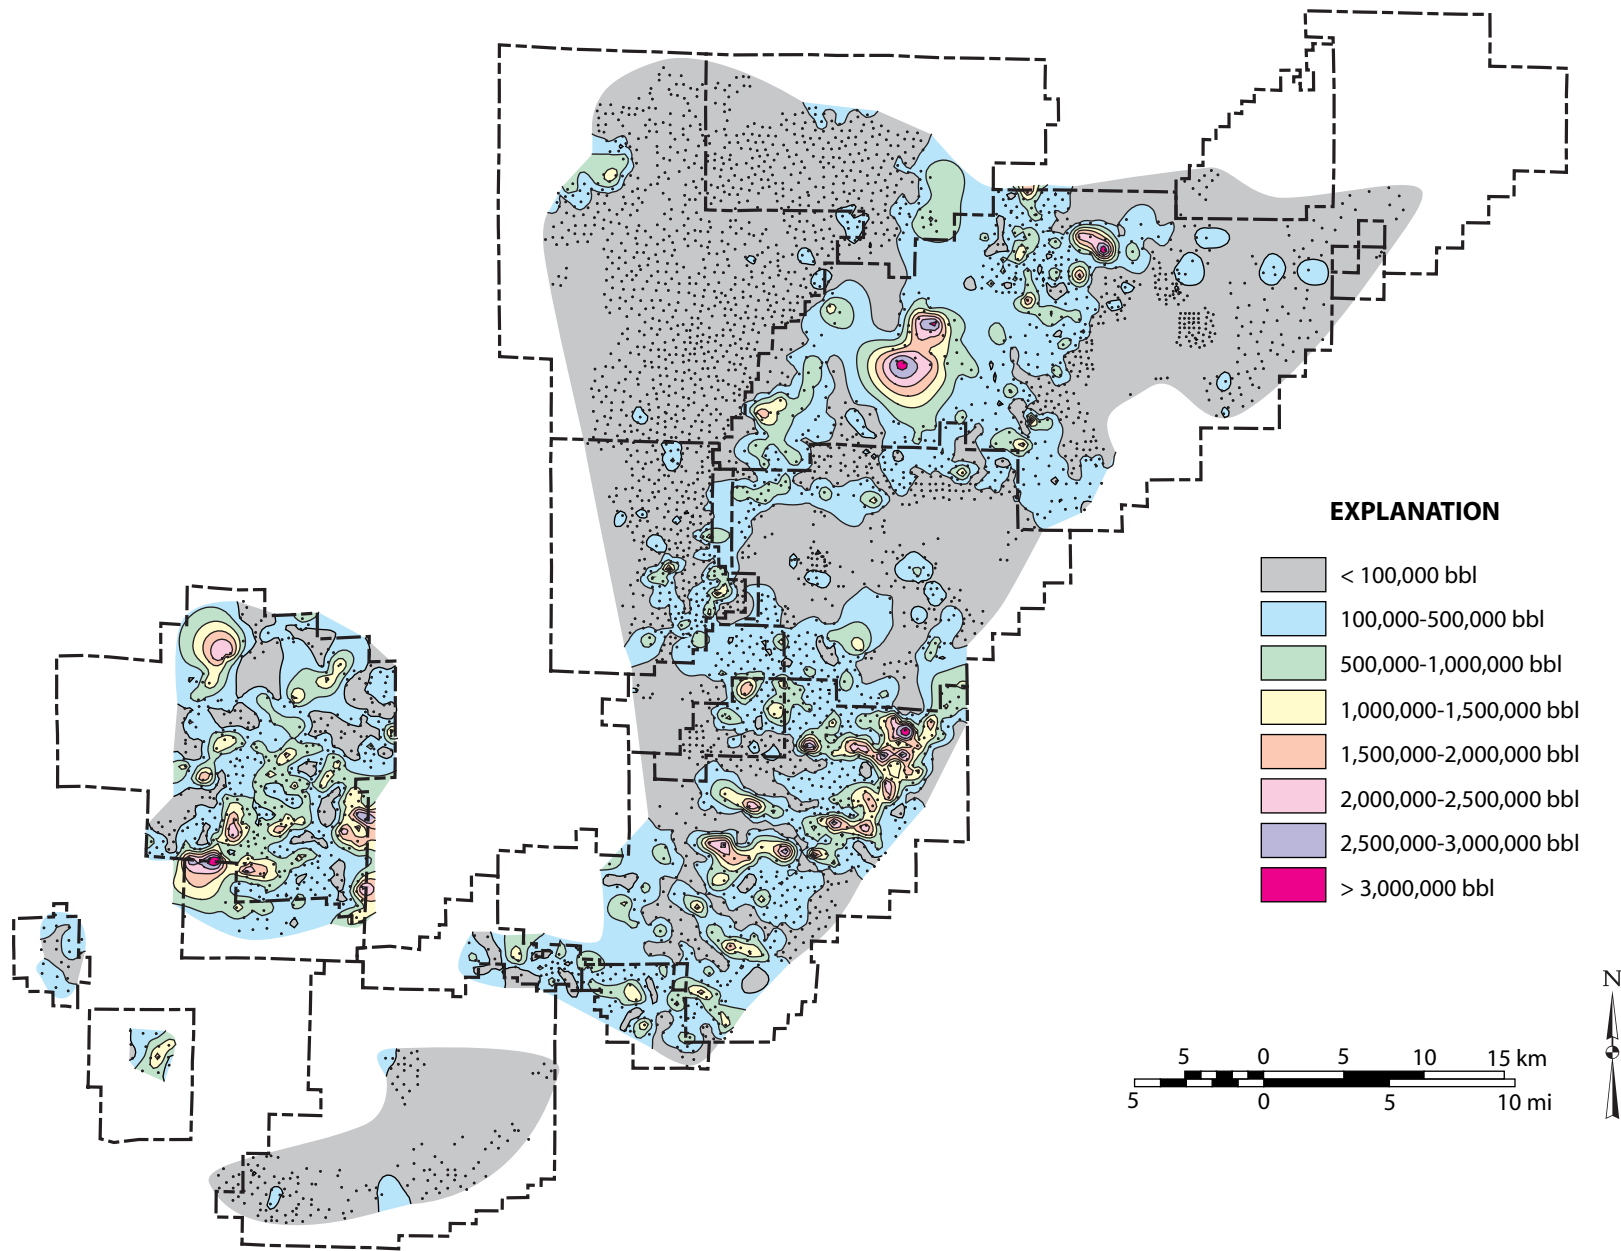 EXPLANATION
< 100,000 bbl
100,000-500,000 bbl
500,000-1,000,000 bbl
1,000,000-1,500,000 bbl
1,500,000-2,000,000 bbl
2,000,000-2,500,000 bbl
2,500,000-3,000,000 bbl
> 3,000,000 bbl
N
5 0 5 10 15 km
5 0 5 10 mi